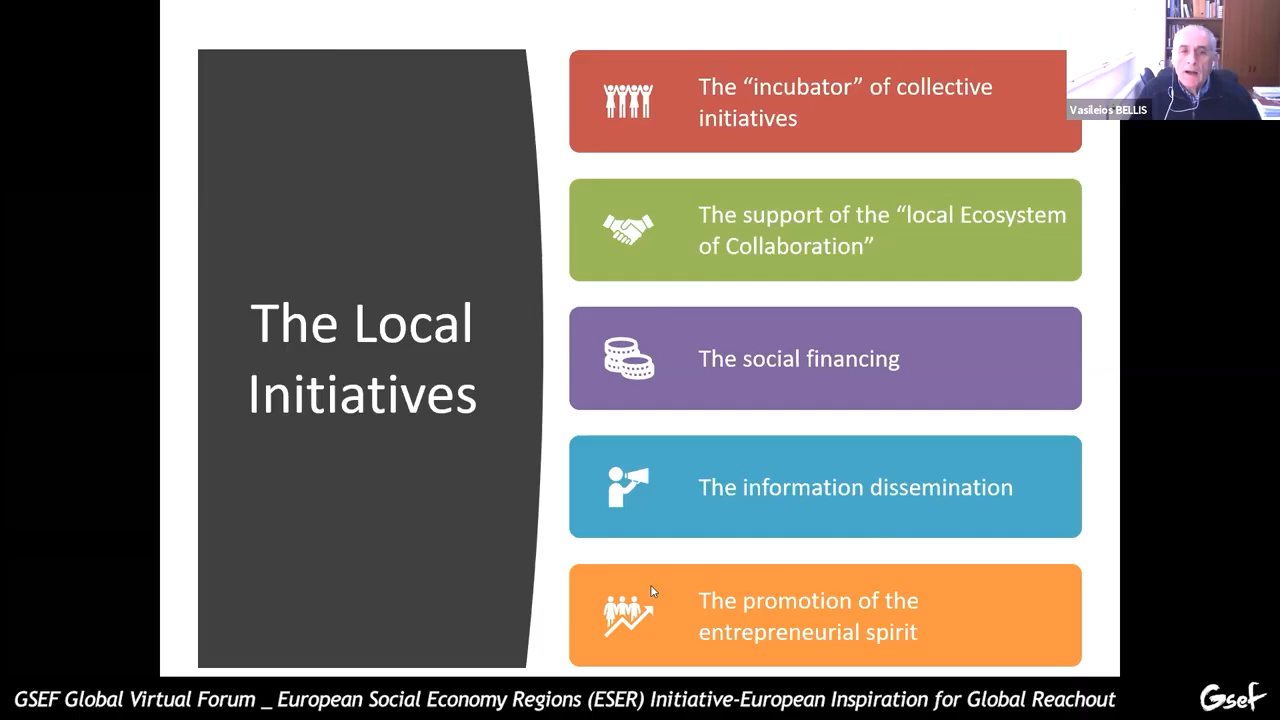 The Local
Initiatives
The “incubator” of collective
initiatives
The support of the “local Ecosystem
of Collaboration”
The social financing
The information dissemination
The promotion of the
entrepreneurial spirit
Vasileios BELLIS
GSEF Global Virtual Forum _ European Social Economy Regions (ESER) Initiative-European Inspiration for Global Reachout
Gsef